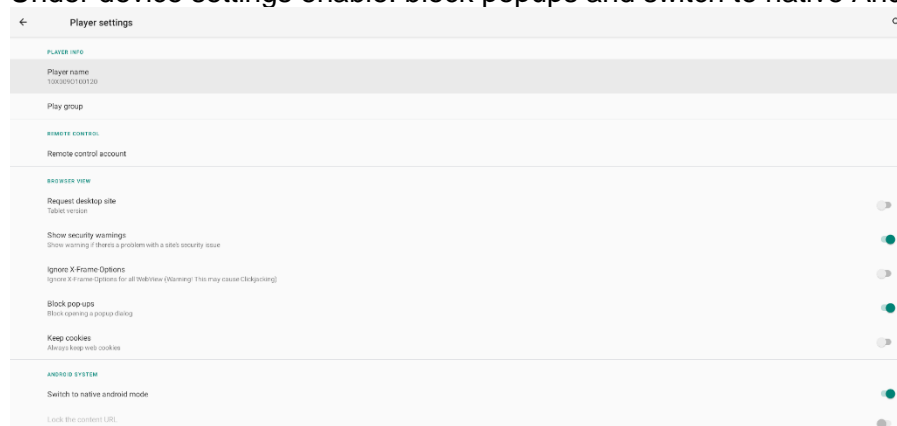 Under device settings enable: block popups and switch to native And
Player settings
PLAYER INFO
Player name
Play group
REMOTE CONTROL
Remote control account
BROWSER VIEW
Request desktop site
Tablet version
Show security warnings
Show warning if there's a problem with a site's security issue
Ignore X-Frame-Options
Ignore X-Frame-Options for all WebView (Warning! This may cause Clickjacking)
Block pop-ups
Block opening a popup dialog
Keep cookies
Always keep web cookies
ANDROID SYSTEM
Switch to native android mode
Lock the content URL